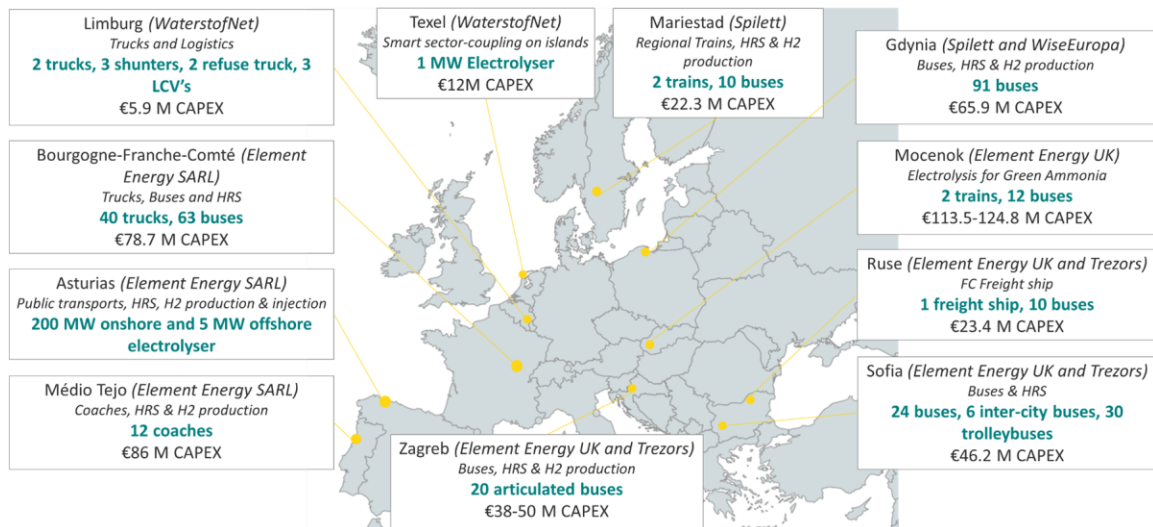 Limburg (WaterstofNet)
Trucks and Logistics
2 trucks, 3 shunters, 2 refuse truck, 3
LCV's
€5.9 M CAPEX
Texel (WaterstofNet)
Smart sector-coupling on islands
1 MW Electrolyser
€12M CAPEX
Mariestad (Spilett)
Regional Trains, HRS & H2
production
2 trains, 10 buses
€22.3 M CAPEX
Gdynia (Spilett and WiseEuropa)
Buses, HRS & H2 production
91 buses
€65.9 M CAPEX
Bourgogne-Franche-Comté (Element
Energy SARL)
Trucks, Buses and HRS
40 trucks, 63 buses
€78.7 M CAPEX
Mocenok (Element Energy UK)
Electrolysis for Green Ammonia
2 trains, 12 buses
€113.5-124.8 M CAPEX
Asturias (Element Energy SARL)
Public transports, HRS, H2 production & injection
200 MW onshore and 5 MW offshore
electrolyser
Ruse (Element Energy UK and Trezors)
FC Freight ship
1 freight ship, 10 buses
€23.4 M CAPEX
Médio Tejo (Element Energy SARL)
Coaches, HRS & H2 production
12 coaches
€86 M CAPEX
Zagreb (Element Energy UK and Trezors)
Buses, HRS & H2 production
20 articulated buses
€38-50 M CAPEX
Sofia (Element Energy UK and Trezors)
Buses & HRS
24 buses, 6 inter-city buses, 30
trolleybuses
€46.2 M CAPEX